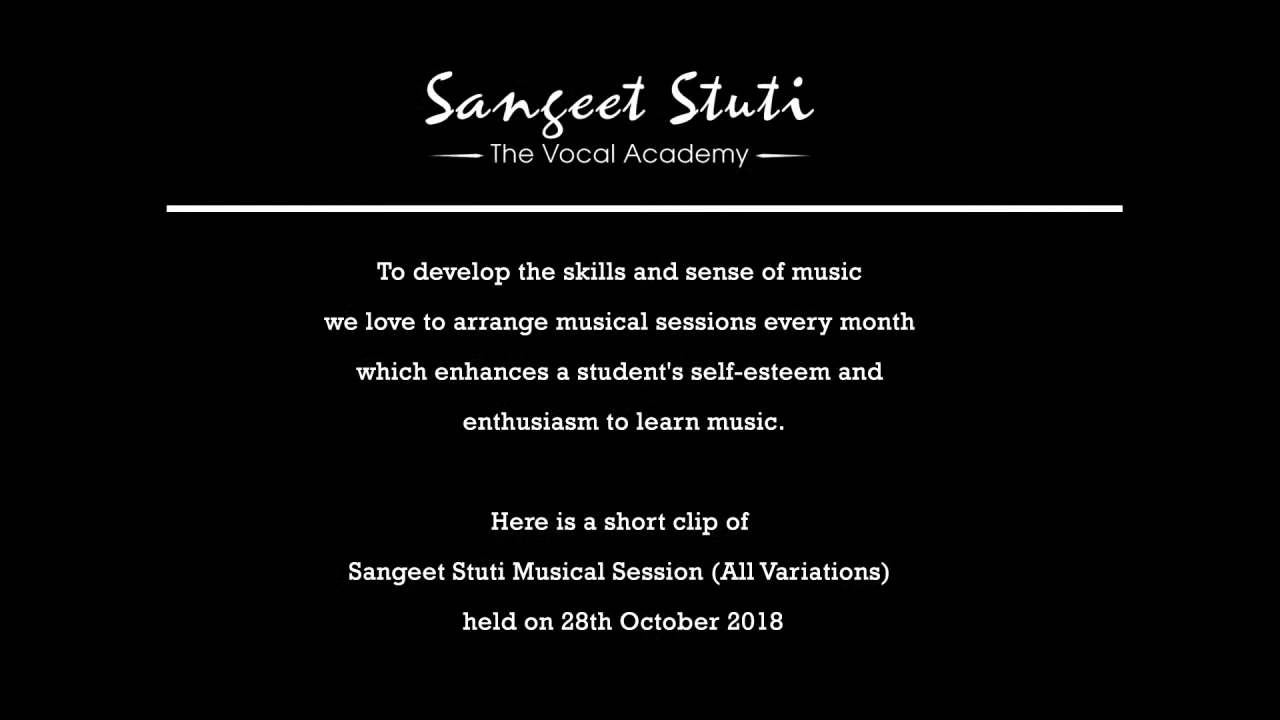 Sangeet Stuti
The Vocal Academy
To develop the skills and sense of music
we love to arrange musical sessions every month
which enhances a student's self-esteem and
enthusiasm to learn music.
Here is a short clip of
Sangeet Stuti Musical Session (All Variations)
held on 28th October 2018